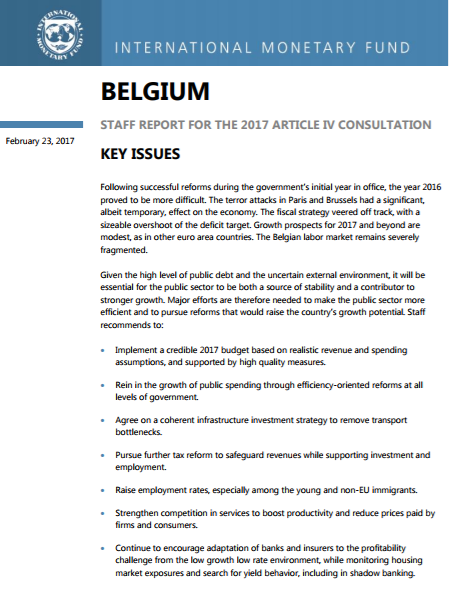 INTERNATIONAL MONETARY FUND
INTERNATIONAL MONETARY FUND
BELGIUM
STAFF REPORT FOR THE 2017 ARTICLE IV CONSULTATION
February 23, 2017
KEY ISSUES
Following successful reforms during the government's initial year in office, the year 2016
proved to be more difficult. The terror attacks in Paris and Brussels had a significant,
albeit temporary, effect on the economy. The fiscal strategy veered off track, with a
sizeable overshoot of the deficit target. Growth prospects for 2017 and beyond are
modest, as in other euro area countries. The Belgian labor market remains severely
fragmented.
Given the high level of public debt and the uncertain external environment, it will be
essential for the public sector to be both a source of stability and a contributor to
stronger growth. Major efforts are therefore needed to make the public sector more
efficient and to pursue reforms that would raise the country's growth potential. Staff
recommends to:
• Implement a credible 2017 budget based on realistic revenue and spending
assumptions, and supported by high quality measures.
• Rein in the growth of public spending through efficiency-oriented reforms at all
levels of government.
• Agree on a coherent infrastructure investment strategy to remove transport
bottlenecks.
• Pursue further tax reform to safeguard revenues while supporting investment and
employment.
• Raise employment rates, especially among the young and non-EU immigrants.
• Strengthen competition in services to boost productivity and reduce prices paid by
firms and consumers.
• Continue to encourage adaptation of banks and insurers to the profitability
challenge from the low growth low rate environment, while monitoring housing
market exposures and search for yield behavior, including in shadow banking.